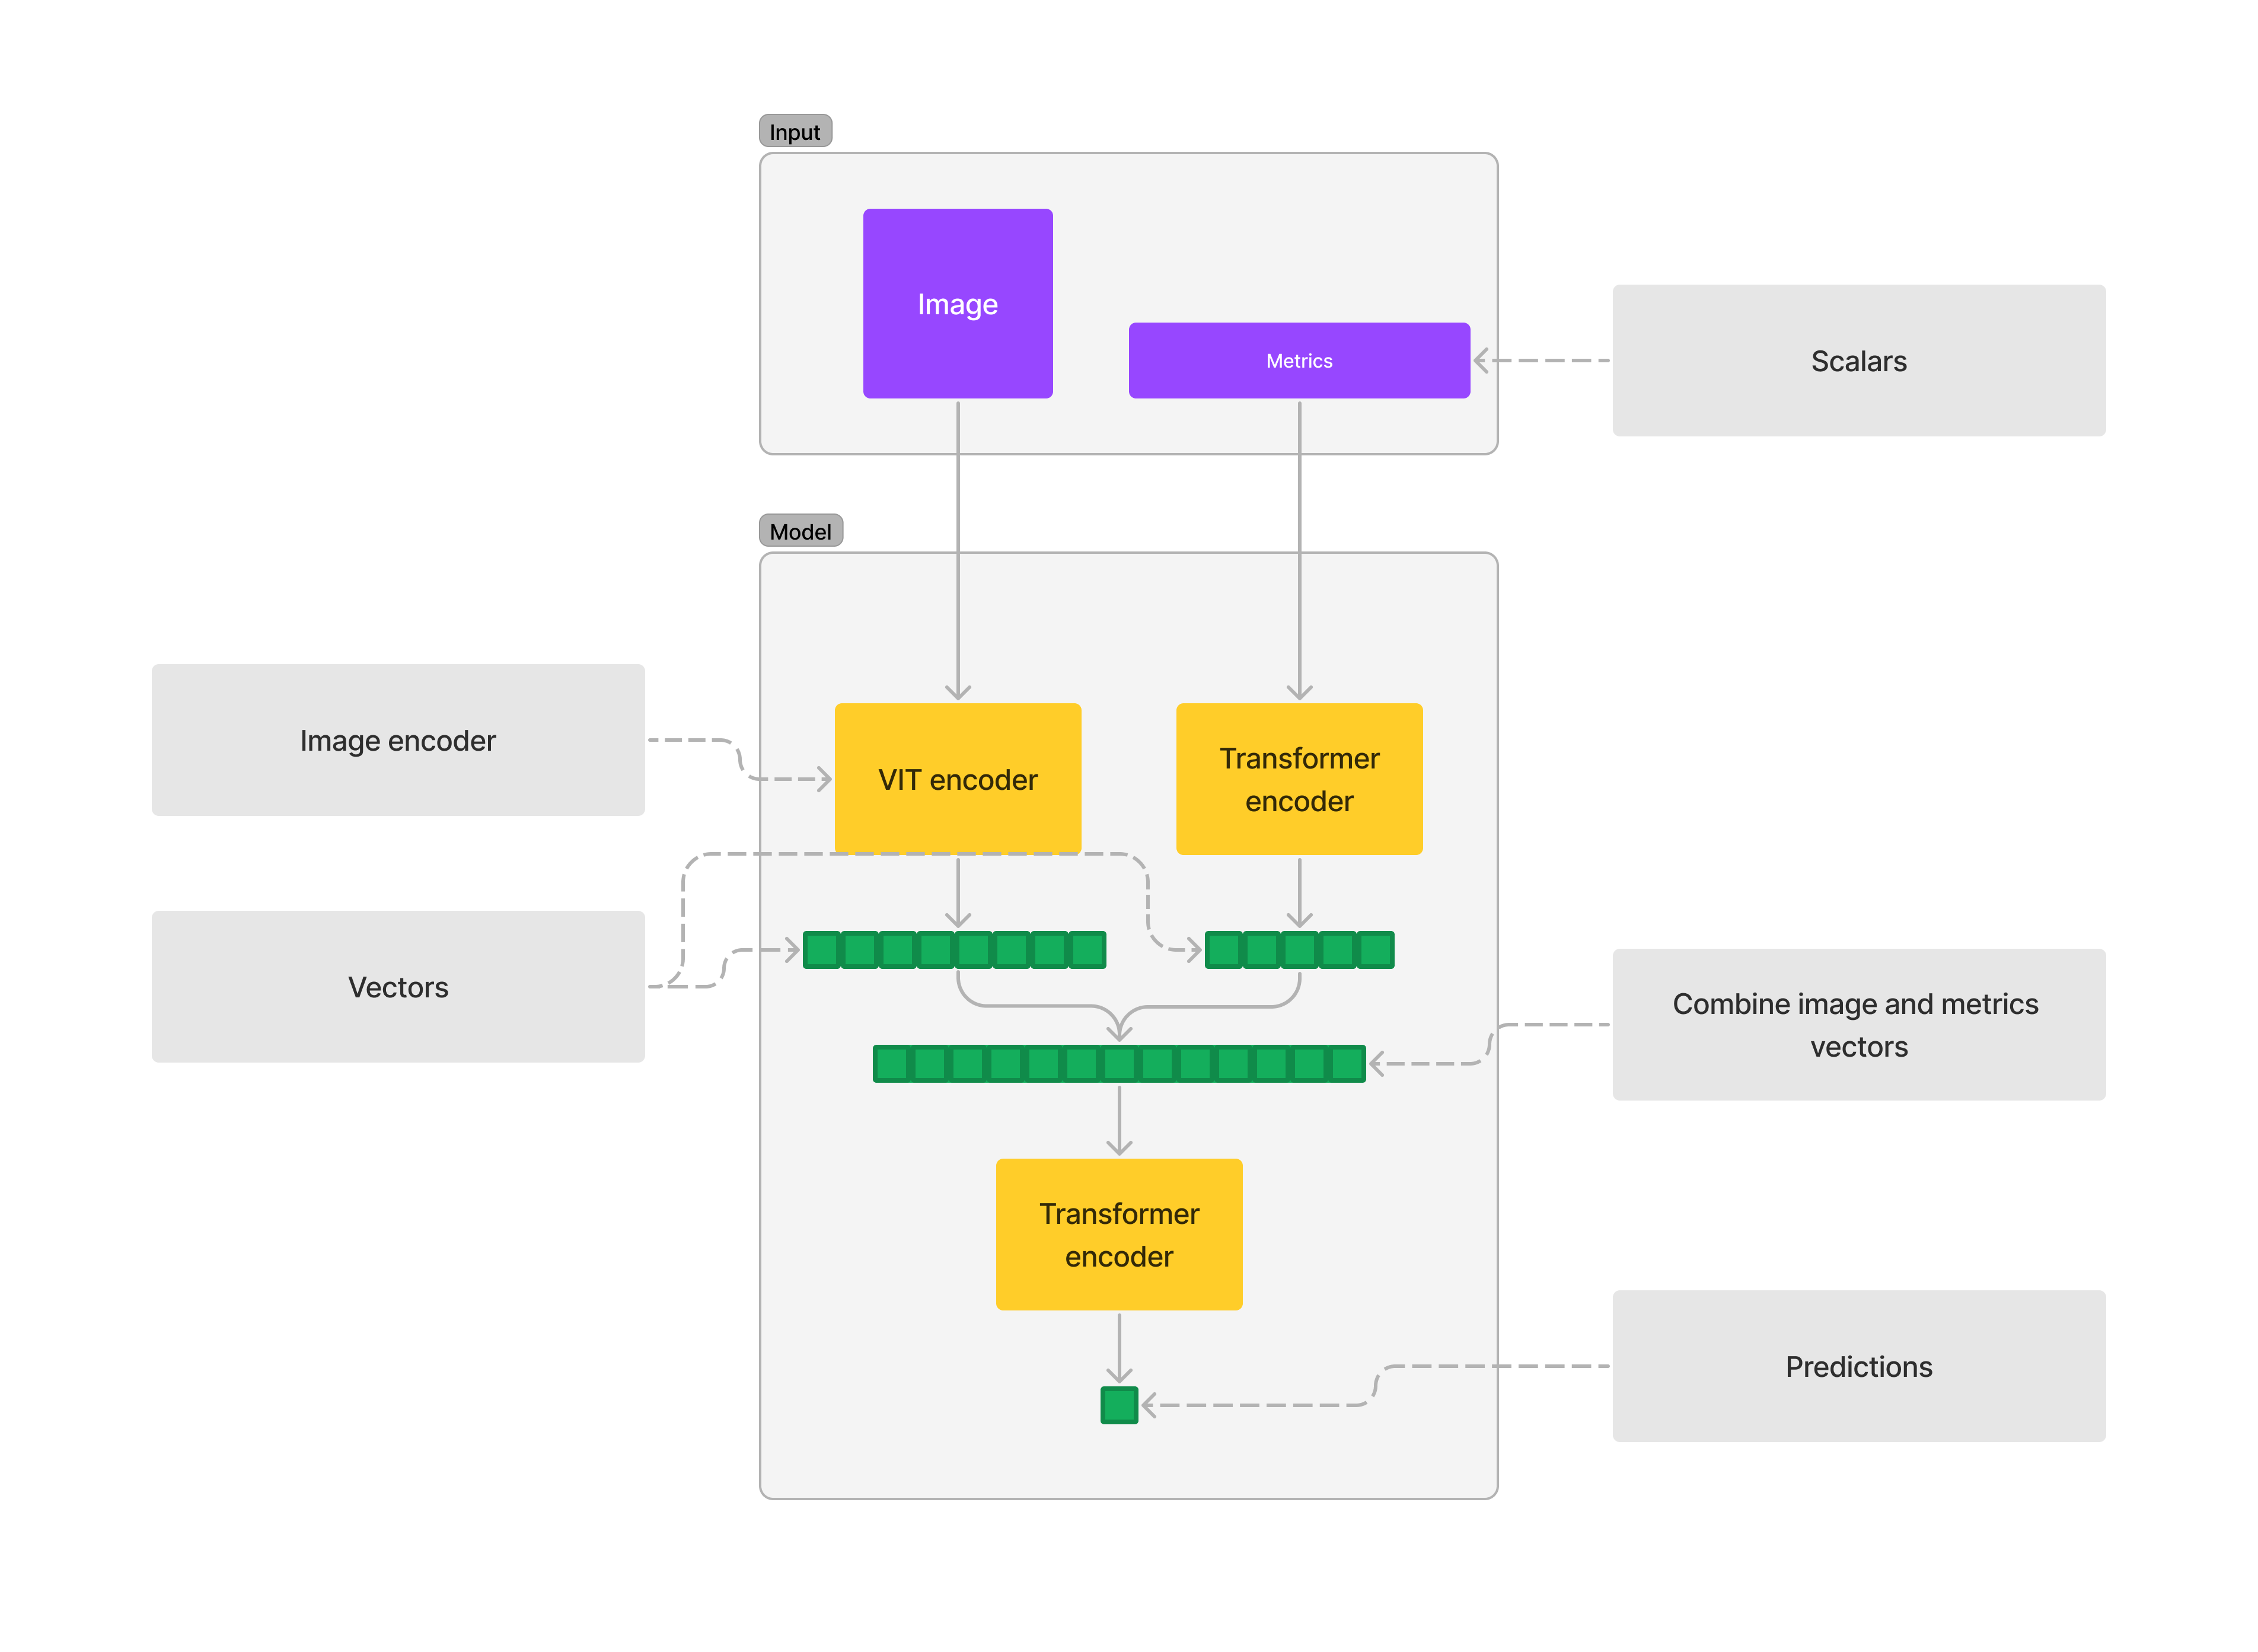 Input
Image
Metrics
Scalars
Model
Image encoder
VIT encoder
Transformer
encoder
Vectors
Combine image and metrics
vectors
Transformer
encoder
Predictions